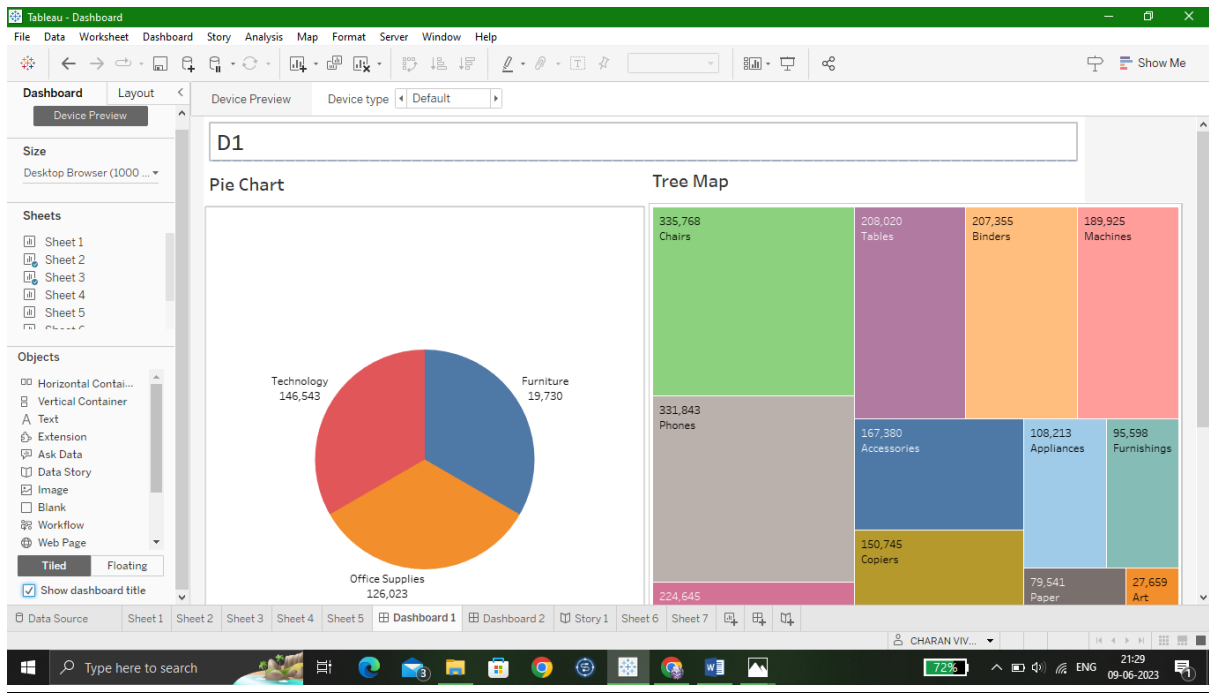 Tableau - Dashboard
File Data Worksheet Dashboard Story Analysis Map Format Server Window Help
Show Me
Dashboard Layout
Device Preview
Device Preview Device type Default
Size
Desktop Browser (1000 ...
Sheets
Sheet 1
Sheet 2
Sheet 3
Sheet 4
Sheet 5
Objects
Horizontal Contai...
Vertical Container
A Text
Extension
Ask Data
Data Story
Image
Blank
Workflow
Web Page
Tiled Floating
Show dashboard title
D1
Pie Chart
Technology
146,543
Furniture
19,730
Office Supplies
126,023
Tree Map
335,768
Chairs
208,020
Tables
207,355
Binders
189,925
Machines
331,843
Phones
167,380
Accessories
108,213
Appliances
95,598
Furnishings
150,745
Copiers
79,541
Paper
27,659
Art
224,645
Data Source Sheet 1 Sheet 2 Sheet 3 Sheet 4 Sheet 5 Dashboard 1 Dashboard 2 Story 1 Sheet 6 Sheet 7
CHARAN VIV...
Type here to search
3
72%
ENG
21:29
09-06-2023
1